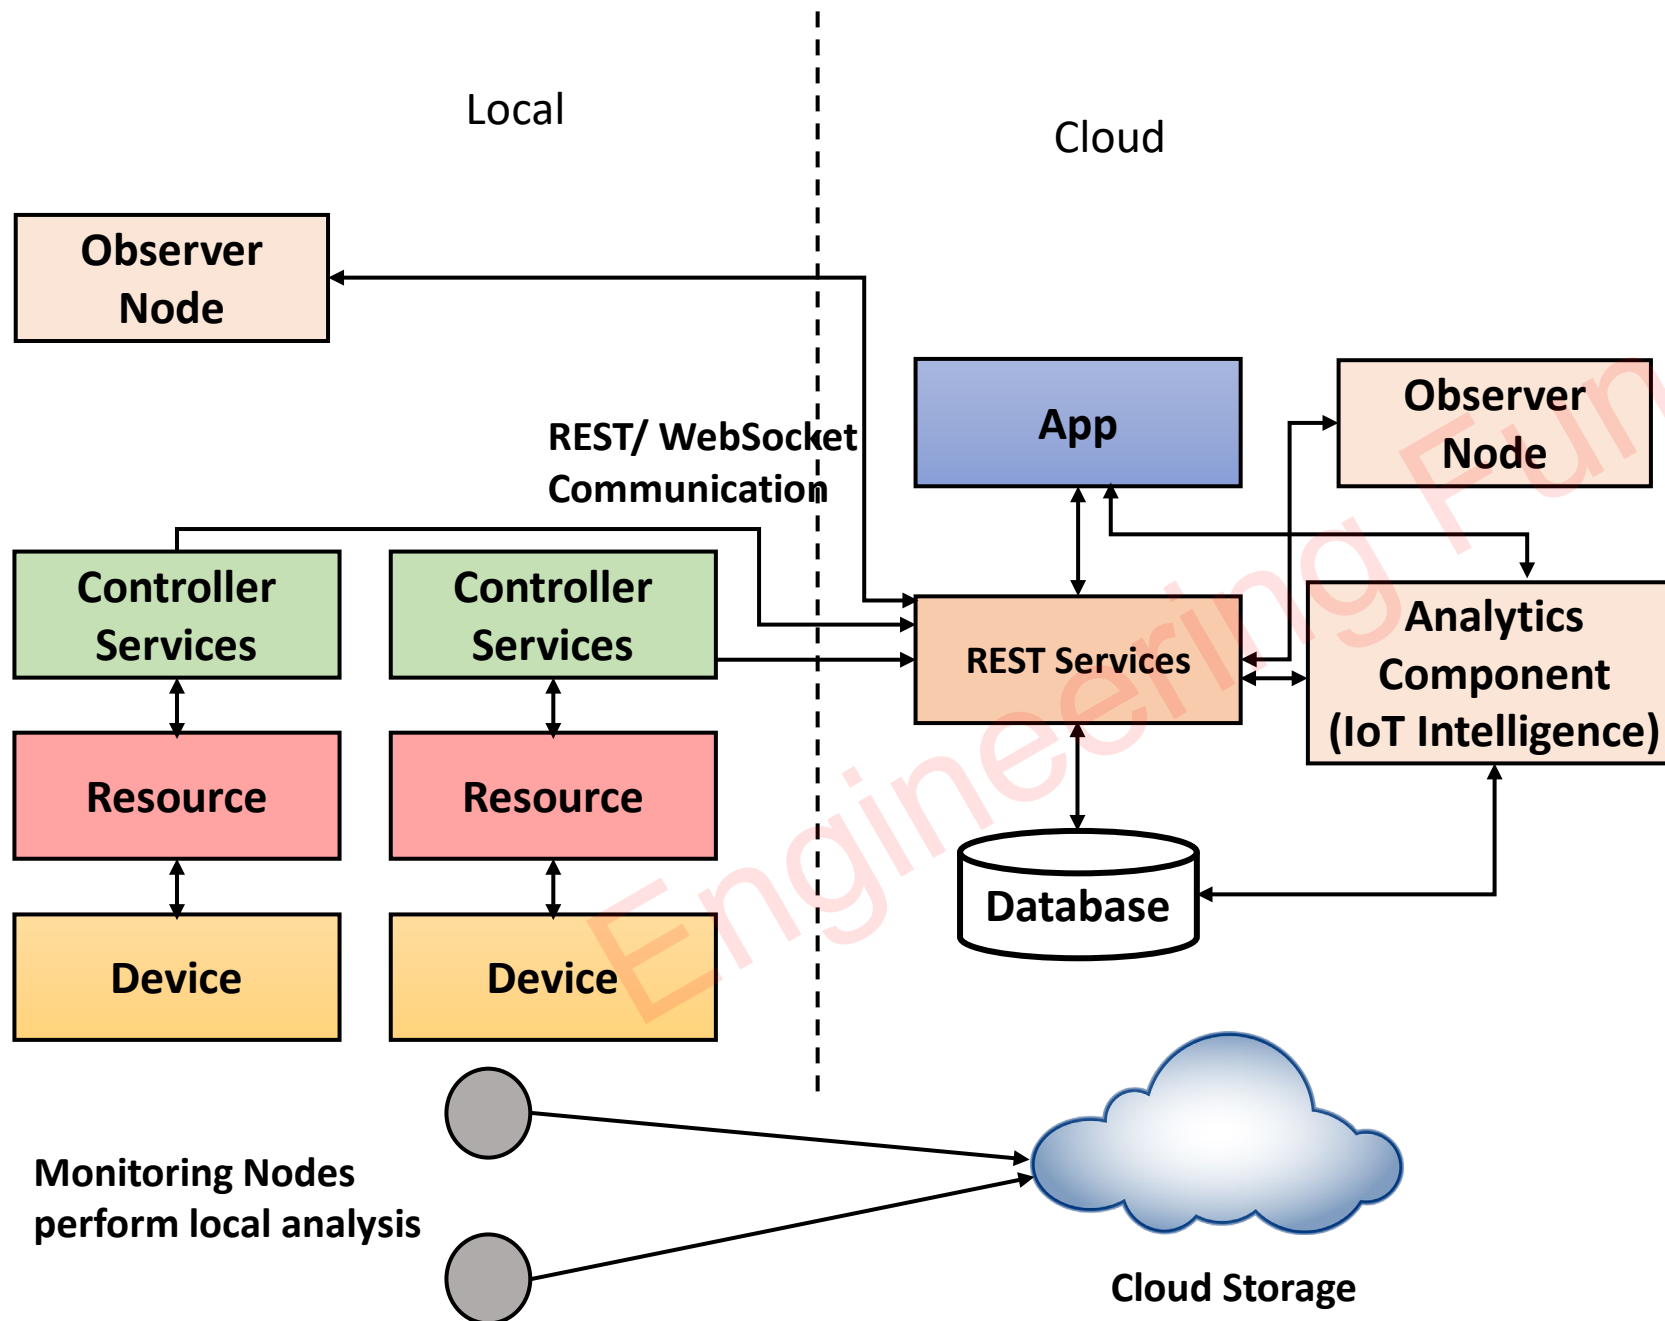 Local
Cloud
Observer
Node
App
Observer
Node
REST/ WebSocket
Communication
Controller
Services
Controller
Services
REST Services
Analytics
Component
(IoT Intelligence)
Resource
Resource
Database
Device
Device
Monitoring Nodes
perform local analysis
Cloud Storage
Engineering Fun